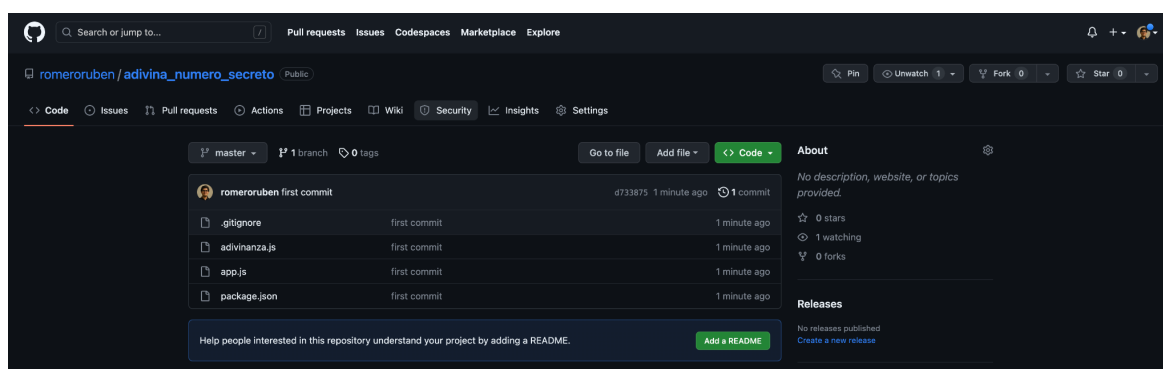 Search or jump to... / Pull requests Issues Codespaces Marketplace Explore
romeroruben / adivina_numero_secreto Public Pin Unwatch 1 Fork 0 Star 0
Code Issues Pull requests Actions Projects Wiki Security Insights Settings
master 1 branch 0 tags Go to file Add file Code
romeroruben first commit d733875 1 minute ago 1 commit
.gitignore first commit 1 minute ago
adivinanza.js first commit 1 minute ago
app.js first commit 1 minute ago
package.json first commit 1 minute ago
Help people interested in this repository understand your project by adding a README. Add a README
About
No description, website, or topics
provided.
0 stars
1 watching
0 forks
Releases
No releases published
Create a new release